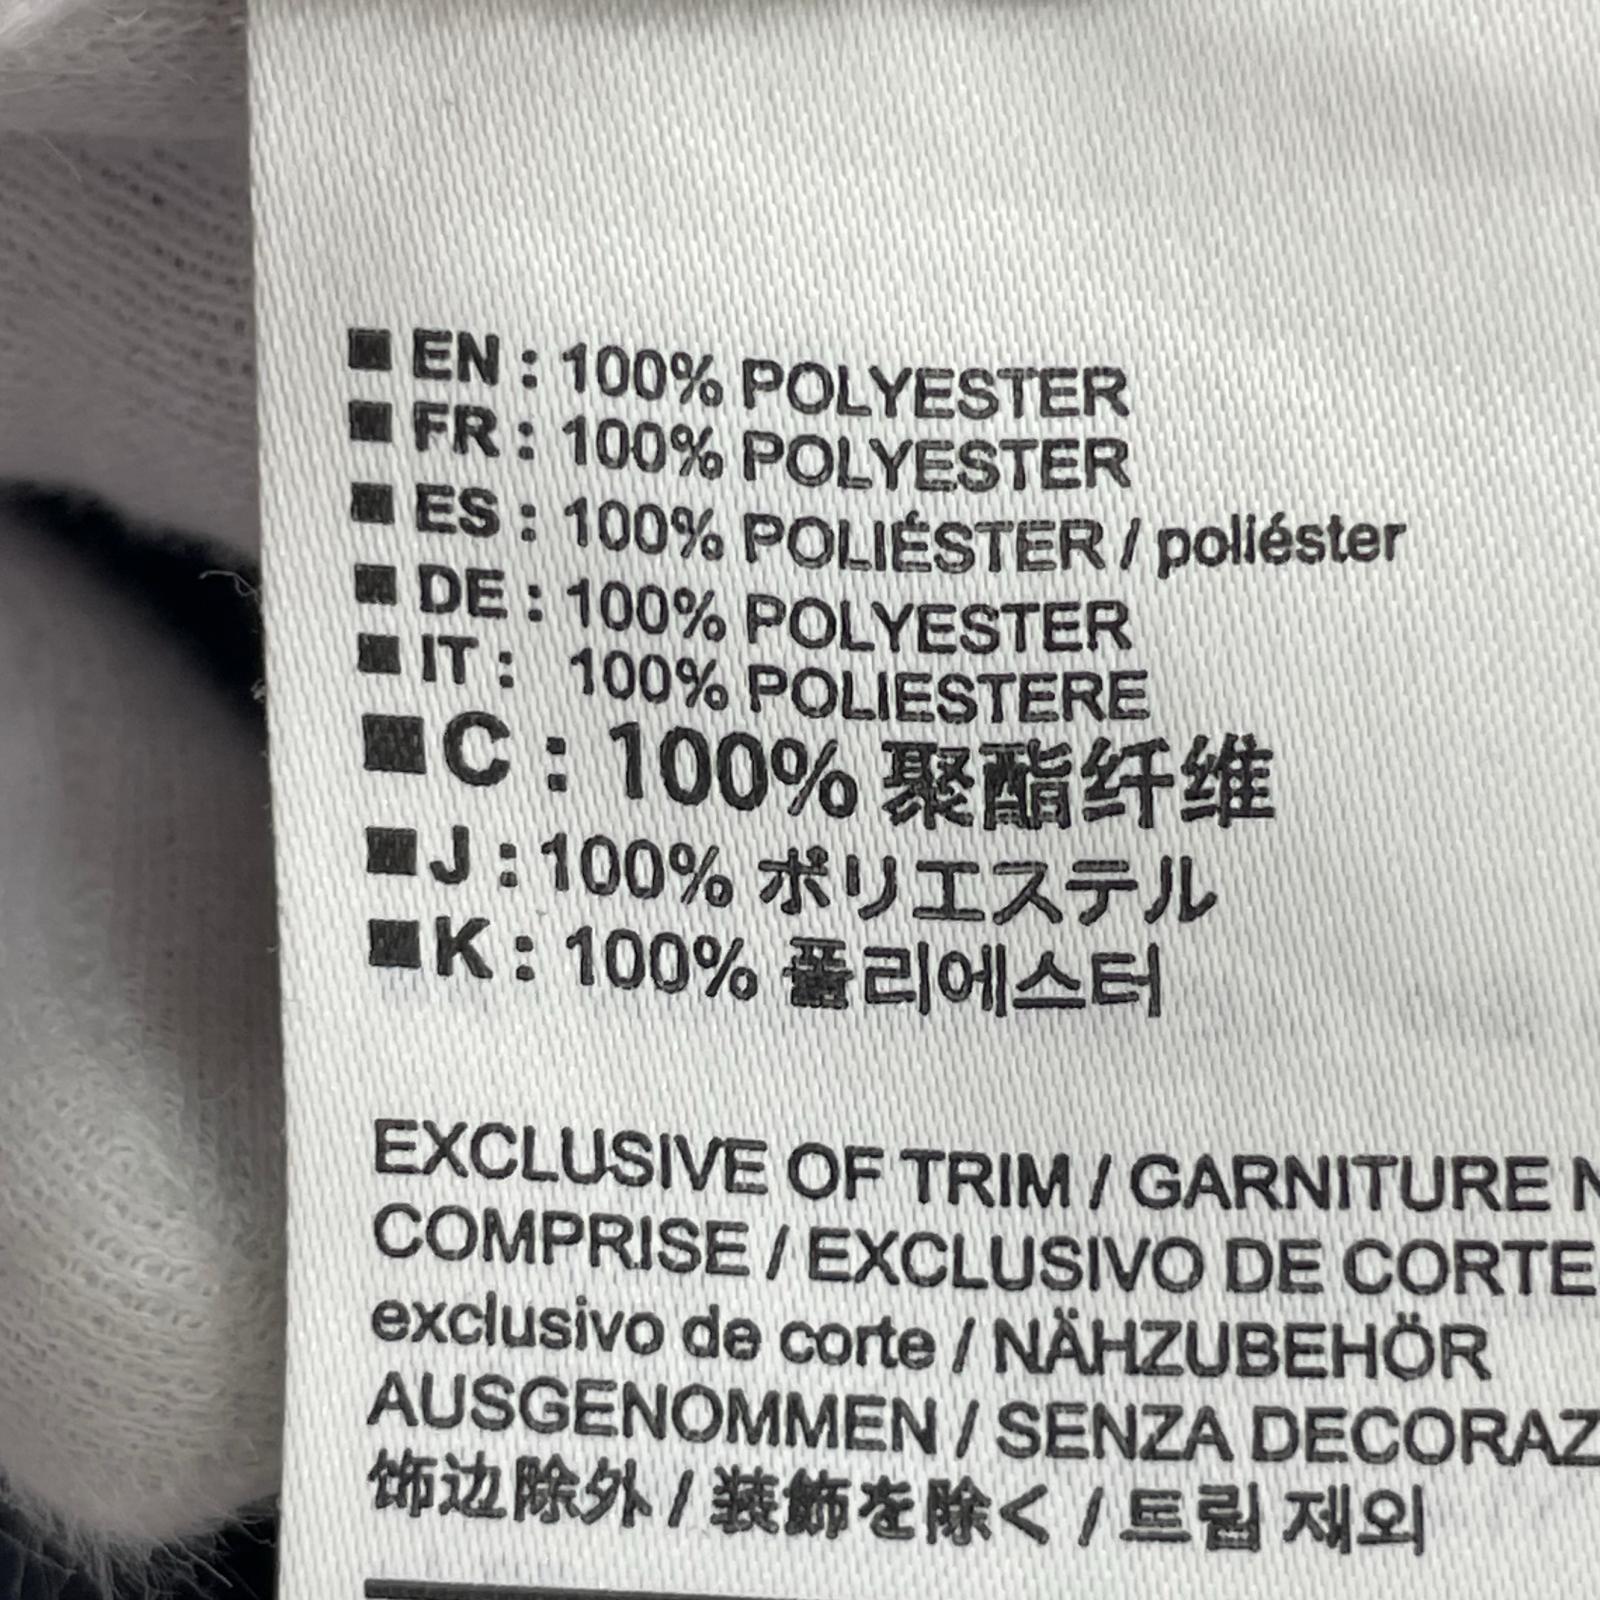 ■ EN : 100% POLYESTER
■ FR : 100% POLYESTER
■ ES : 100% POLIÉSTER / poliéster
■ DE : 100% POLYESTER
■ IT : 100% POLIESTERE
■ C : 100% 聚酯纤维
■ J : 100% ポリエステル
■ K : 100% 폴리에스터
EXCLUSIVE OF TRIM / GARNITURE
COMPRISE / EXCLUSIVO DE CORTE
exclusivo de corte / NÄHZUBEHÖR
AUSGENOMMEN / SENZA
饰边除外 / 装飾を除く / 트림 제외